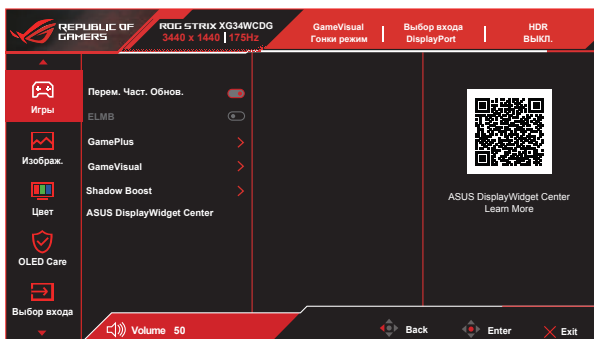 REPUBLIC OF
GAMERS
ROG STRIX XG34WCDG
3440 x 1440 175Hz
GameVisual
Гонки режим
Выбор входа
DisplayPort
HDR
ВЫКЛ.
Игры
Изображ.
Цвет
OLED Care
Выбор входа
Перем. Част. Обнов.
ELMB
GamePlus
GameVisual
Shadow Boost
ASUS DisplayWidget Center
ASUS DisplayWidget Center
Learn More
Volume 50
Back
Enter
Exit